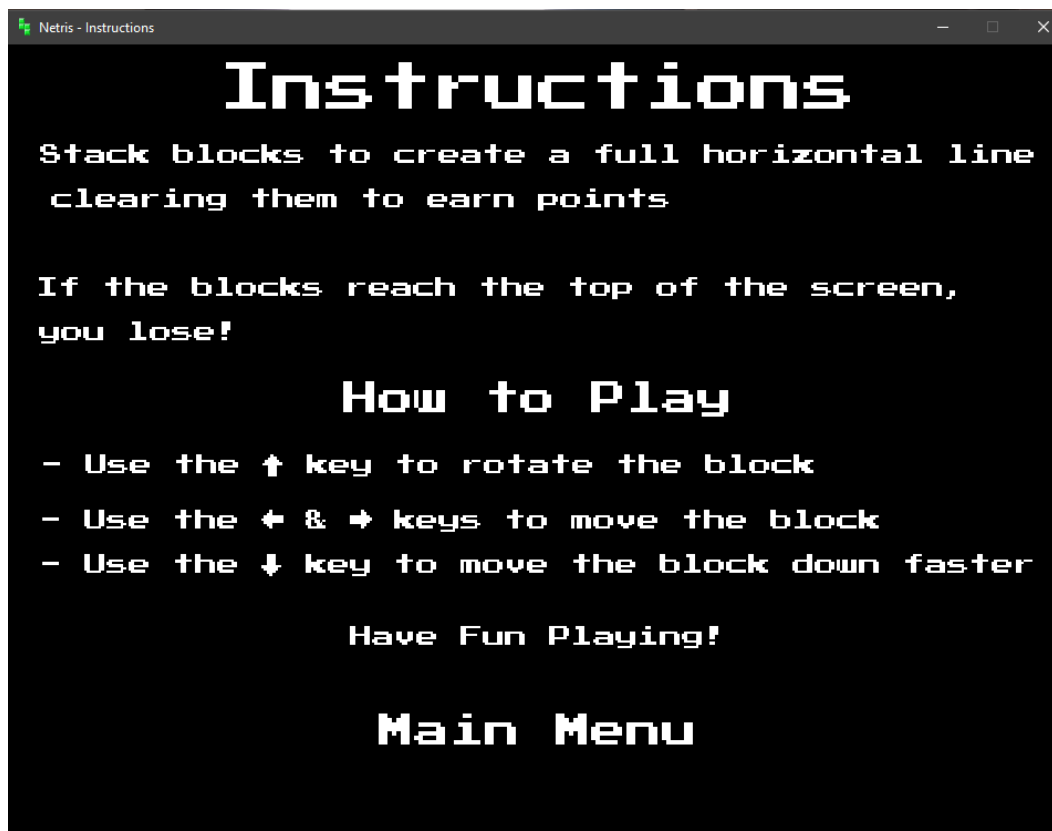 Netris - Instructions
Instructions
Stack blocks to create a full horizontal line
clearing them to earn points
If the blocks reach the top of the screen,
you lose!
How to Play
- Use the ↑ key to rotate the block
- Use the ← & → keys to move the block
- Use the ↓ key to move the block down faster
Have Fun Playing!
Main Menu